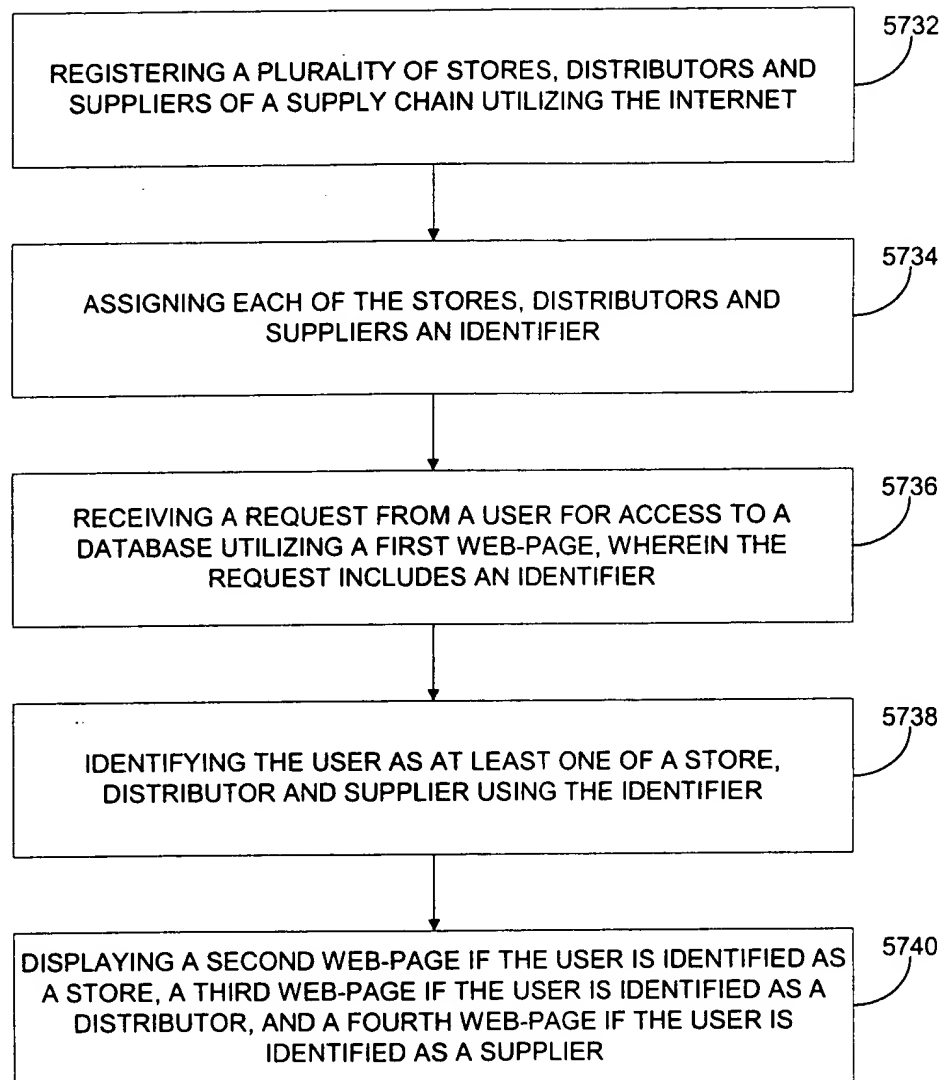 5732
REGISTERING A PLURALITY OF STORES, DISTRIBUTORS AND
SUPPLIERS OF A SUPPLY CHAIN UTILIZING THE INTERNET
5734
ASSIGNING EACH OF THE STORES, DISTRIBUTORS AND
SUPPLIERS AN IDENTIFIER
5736
RECEIVING A REQUEST FROM A USER FOR ACCESS TO A
DATABASE UTILIZING A FIRST WEB-PAGE, WHEREIN THE
REQUEST INCLUDES AN IDENTIFIER
5738
IDENTIFYING THE USER AS AT LEAST ONE OF A STORE,
DISTRIBUTOR AND SUPPLIER USING THE IDENTIFIER
5740
DISPLAYING A SECOND WEB-PAGE IF THE USER IS IDENTIFIED AS
A STORE, A THIRD WEB-PAGE IF THE USER IS IDENTIFIED AS A
DISTRIBUTOR, AND A FOURTH WEB-PAGE IF THE USER IS
IDENTIFIED AS A SUPPLIER